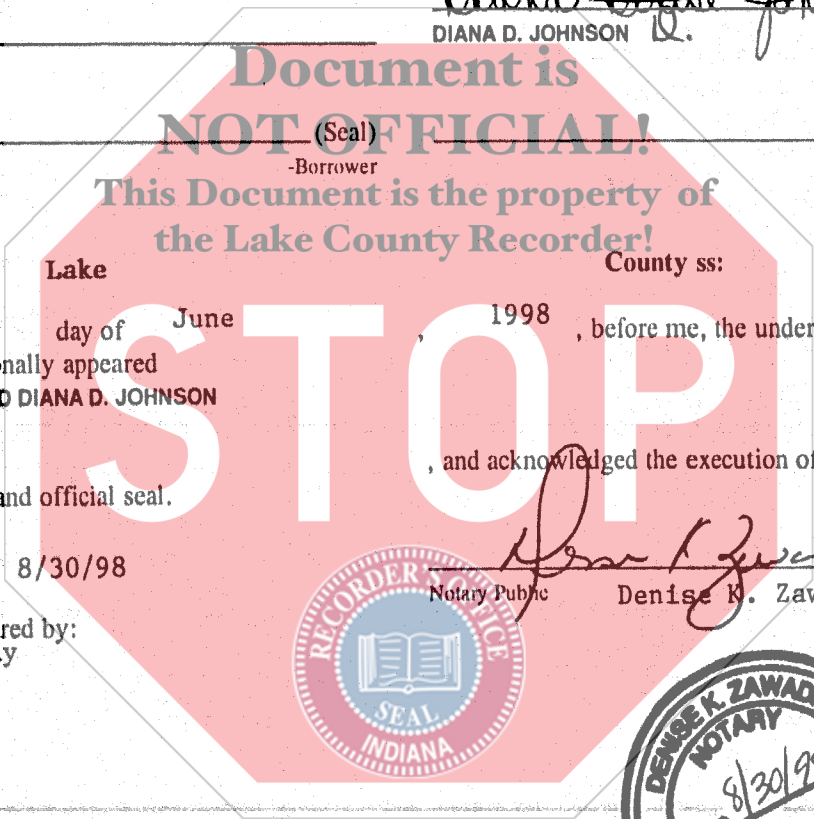 DIANA D. JOHNSON D.
Document is
NOT OFFICIAL!
(Seal)
-Borrower
This Document is the property of
the Lake County Recorder!
Lake County ss:
day of June , 1998 , before me, the under
onally appeared
D DIANA D. JOHNSON
STOP
, and acknowledged the execution of
and official seal.
8/30/98
Notary Public Denise K. Zaw
red by:
y
RECORDER'S OFFICE
SEAL
INDIANA
DENISE K. ZAWAD
NOTARY
8/30/9